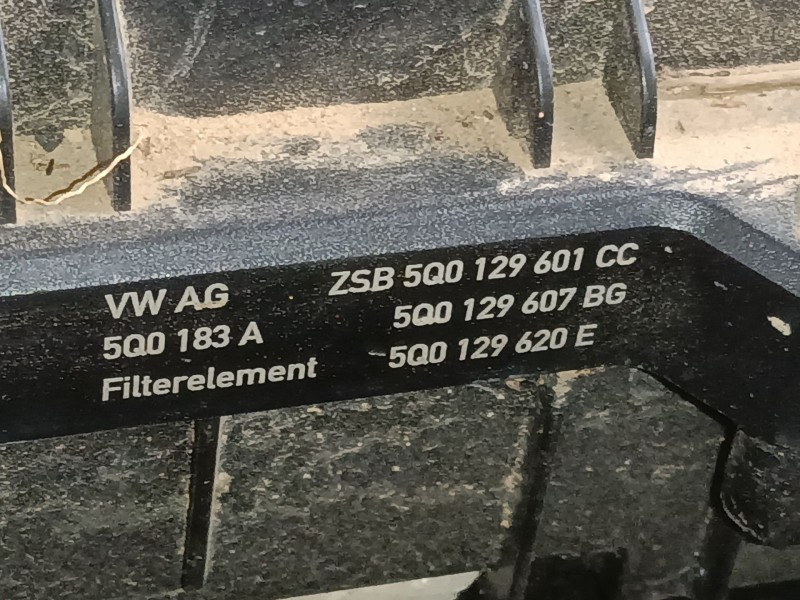 VW AG ZSB 5Q0 129 601 CC
5Q0 183 A 5Q0 129 607 BG
Filterelement 5Q0 129 620 E